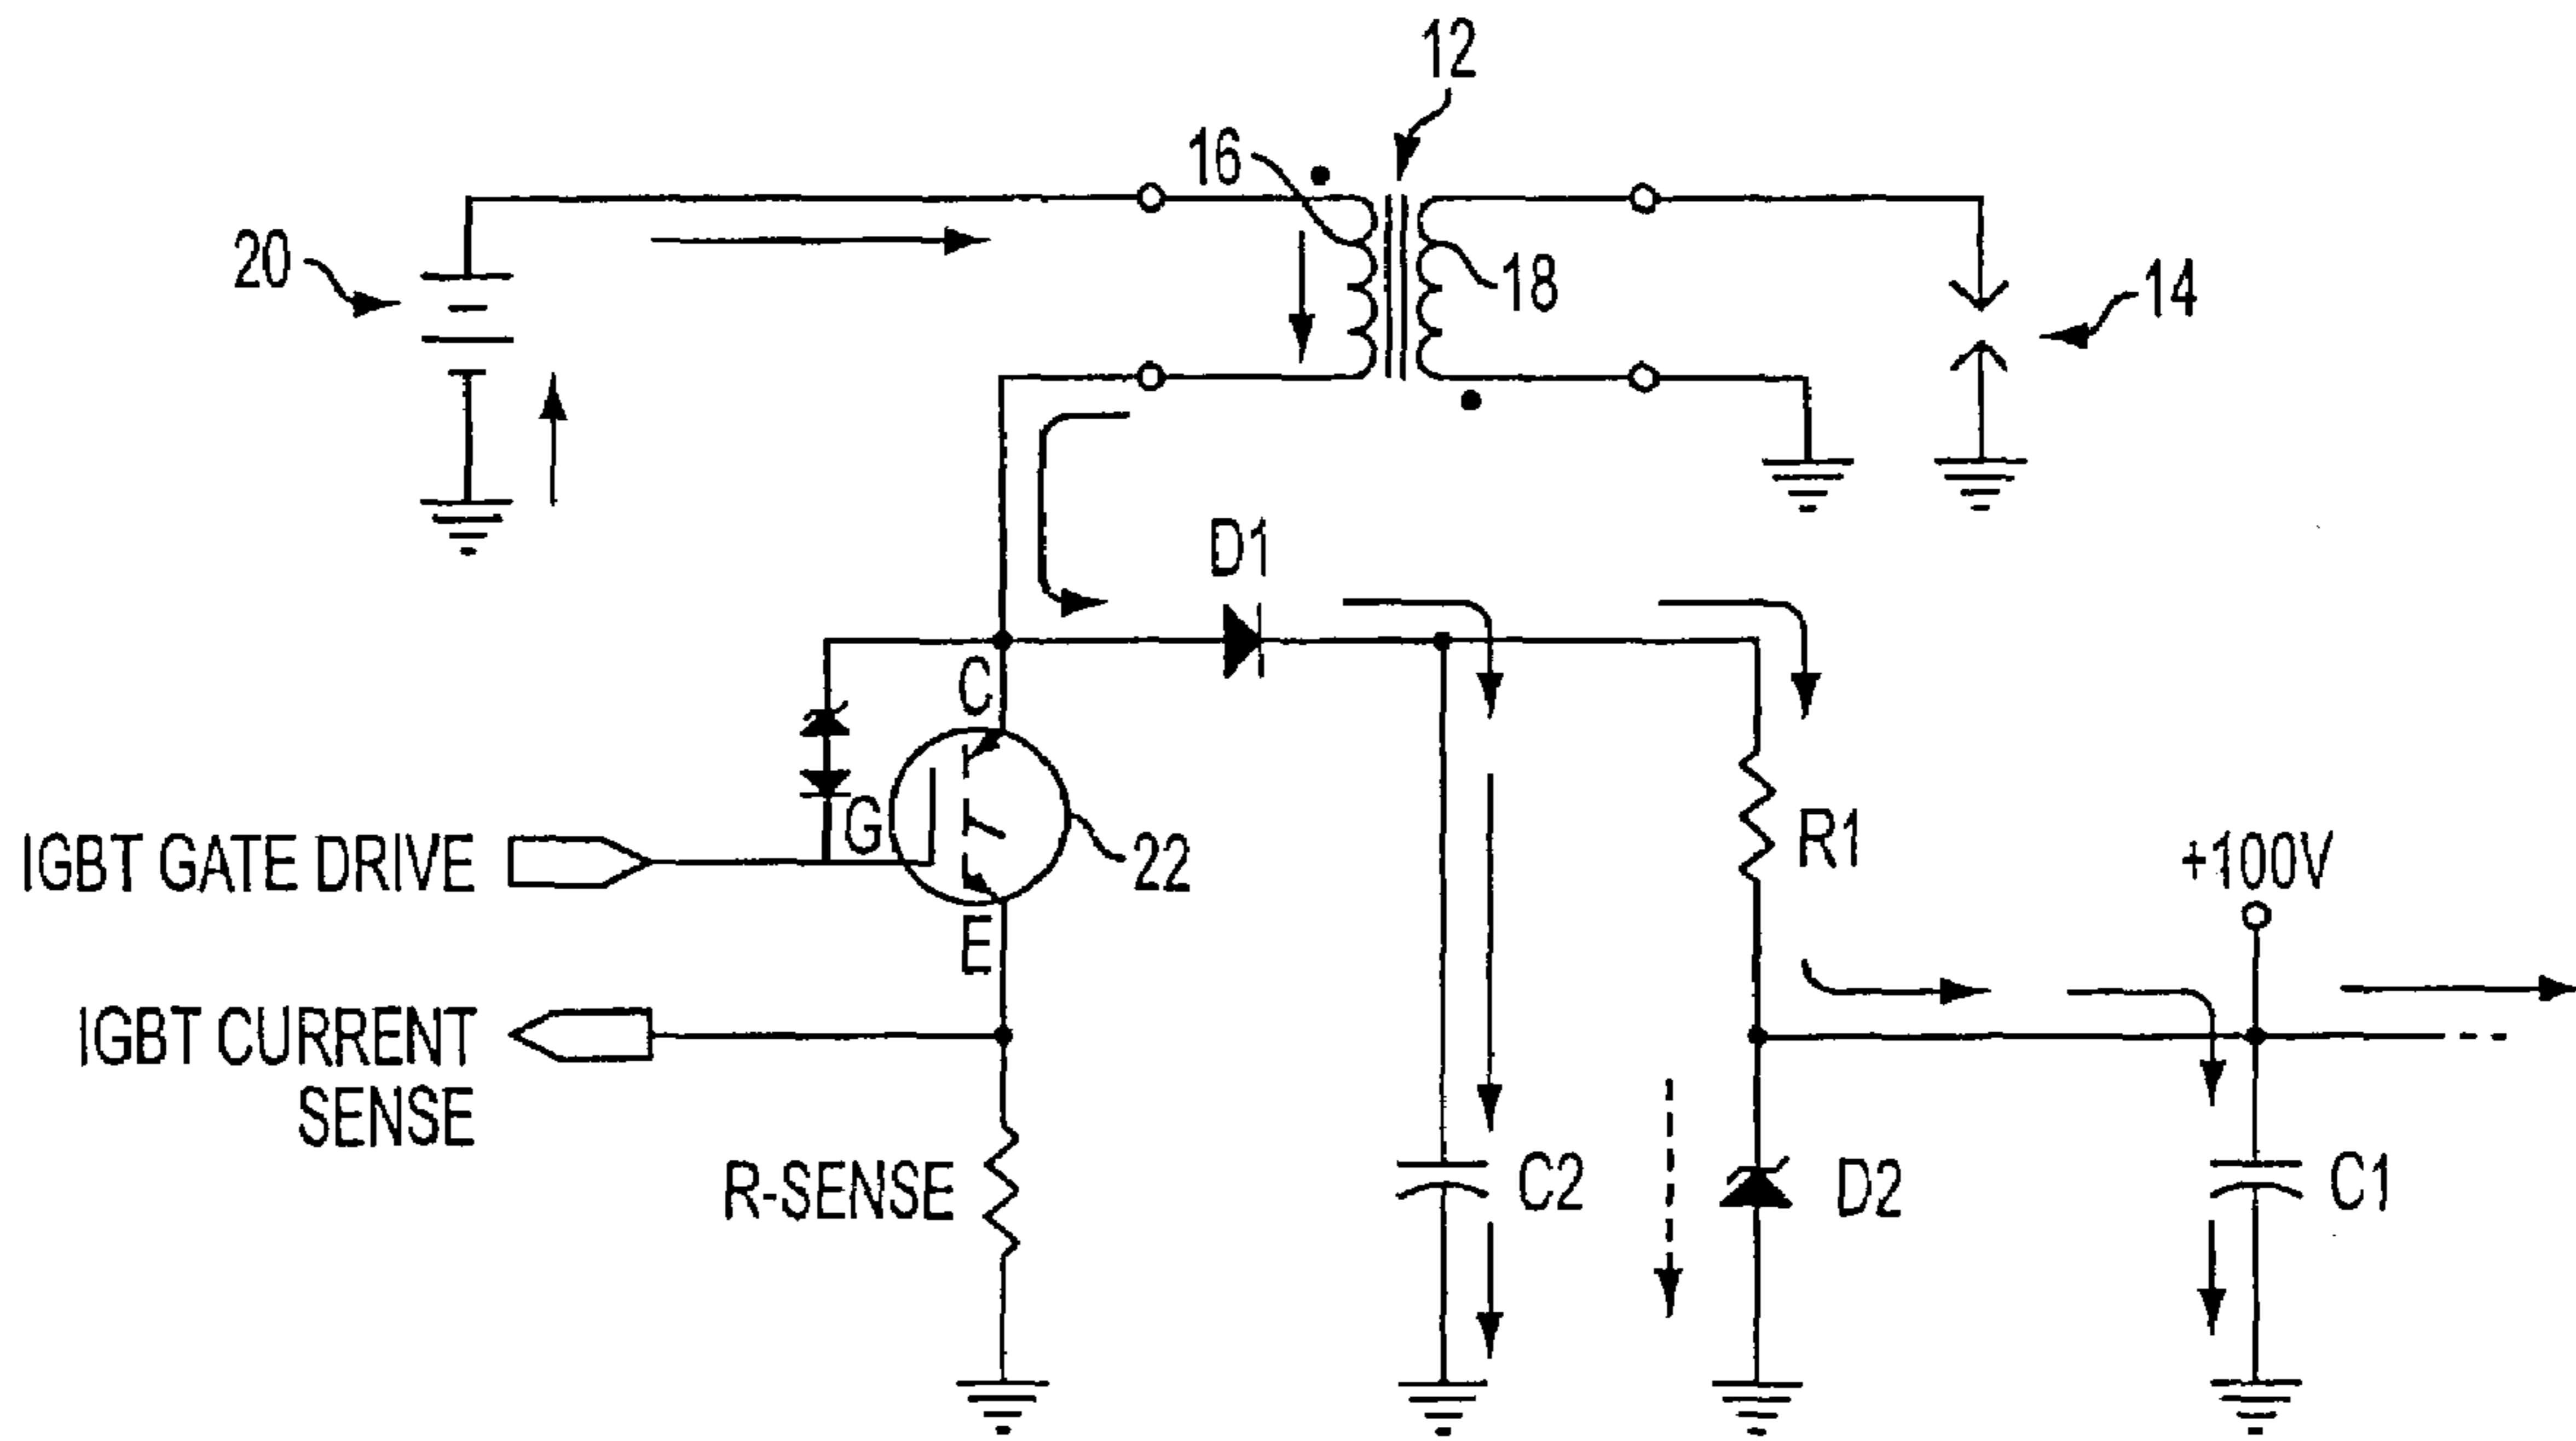 12
16
20
18
14
D1
C
G
22
R1
IGBT GATE DRIVE
+100V
E
IGBT CURRENT
SENSE
R-SENSE
C2
D2
C1